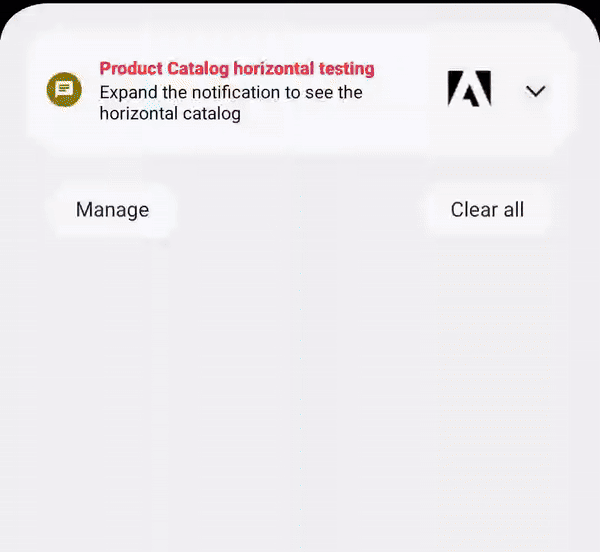 Product Catalog horizontal testing
Expand the notification to see the
horizontal catalog
Manage
Clear all